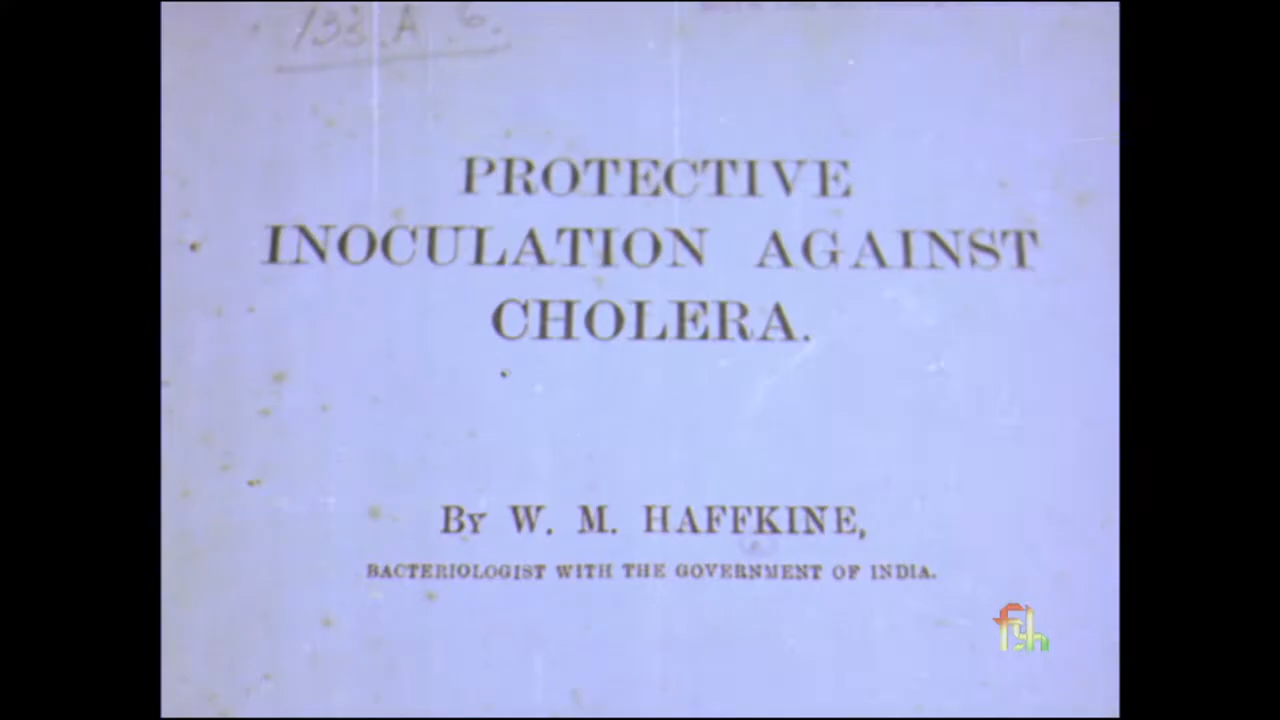 133.A.6.
PROTECTIVE
INOCULATION AGAINST
CHOLERA.
BY W. M. HAFFKINE,
BACTERIOLOGIST WITH THE GOVERNMENT OF INDIA.